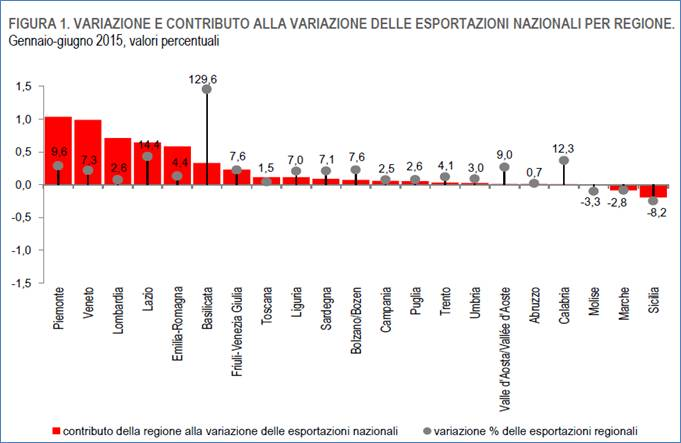 FIGURA 1. VARIAZIONE E CONTRIBUTO ALLA VARIAZIONE DELLE ESPORTAZIONI NAZIONALI PER REGIONE.
Gennaio-giugno 2015, valori percentuali
1,5
1,0
0,5
0,0
-0,5
-1,0
-1,5
9,6
7,3
2,6
14,4
4,4
129,6
7,6
1,5
7,0
7,1
7,6
2,5
2,6
4,1
3,0
9,0
0,7
12,3
-3,3
-2,8
-8,2
Piemonte
Veneto
Lombardia
Lazio
Emilia-Romagna
Basilicata
Friuli-Venezia Giulia
Toscana
Liguria
Sardegna
Bolzano/Bozen
Campania
Puglia
Trento
Umbria
Valle d'Aosta/Vallée d'Aoste
Abruzzo
Calabria
Molise
Marche
Sicilia
contributo della regione alla variazione delle esportazioni nazionali
variazione % delle esportazioni regionali